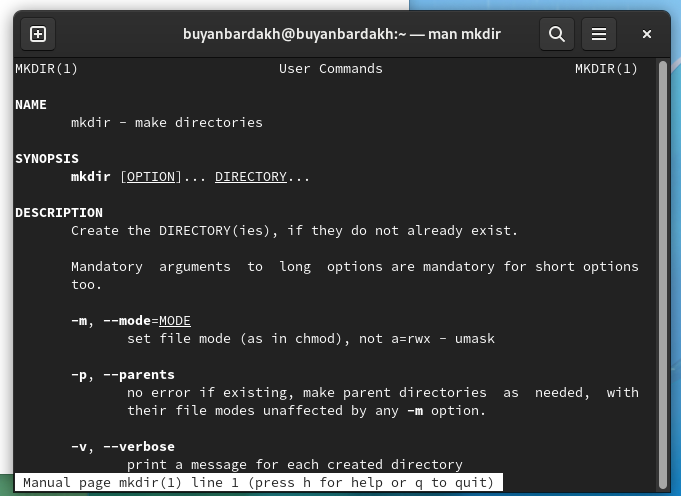 buyanbardakh@buyanbardakh:~ — man mkdir
MKDIR(1) User Commands MKDIR(1)
NAME
mkdir - make directories
SYNOPSIS
mkdir [OPTION]... DIRECTORY...
DESCRIPTION
Create the DIRECTORY(ies), if they do not already exist.
Mandatory arguments to long options are mandatory for short options
too.
-m, --mode=MODE
set file mode (as in chmod), not a=rwx - umask
-p, --parents
no error if existing, make parent directories as needed, with
their file modes unaffected by any -m option.
-v, --verbose
print a message for each created directory
Manual page mkdir(1) line 1 (press h for help or q to quit)